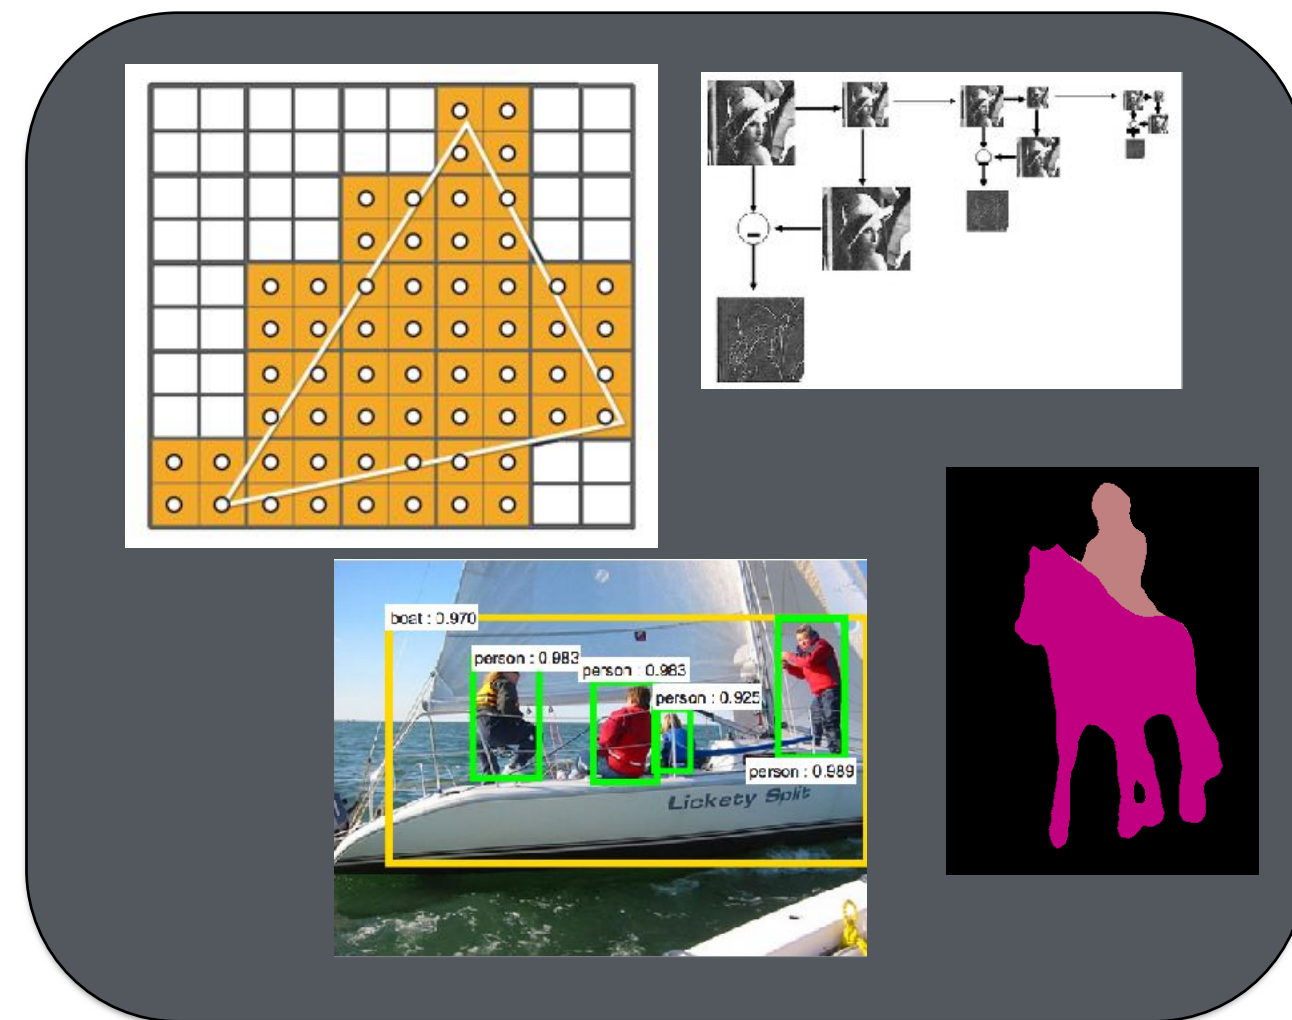 boat : 0.970
person : 0.983
person : 0.983
person : 0.925
person : 0.989
Lickety Split